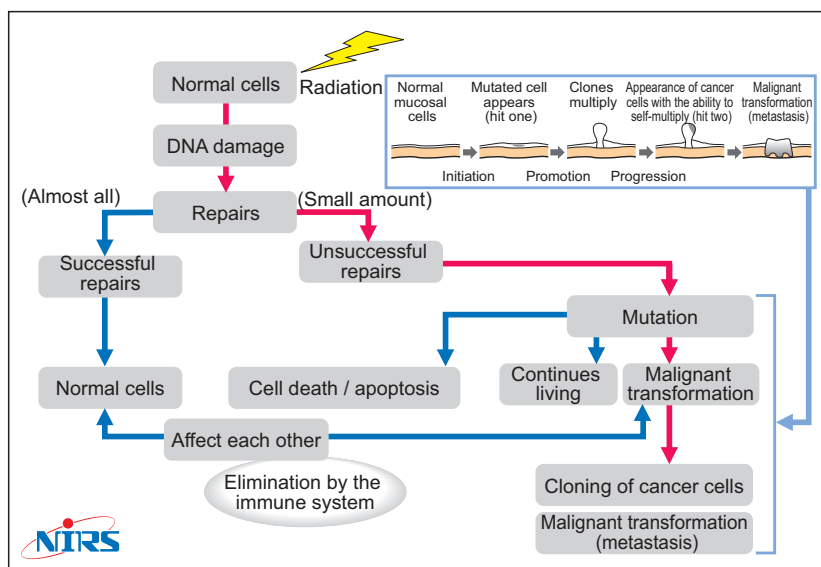 Normal cells
Radiation
Normal
mucosal
cells
Mutated cell
appears
(hit one)
Clones
multiply
Appearance of cancer
cells with the ability to
self-multiply (hit two)
Malignant
transformation
(metastasis)
Initiation
Promotion
Progression
DNA damage
(Almost all)
Repairs
(Small amount)
Successful
repairs
Unsuccessful
repairs
Mutation
Normal cells
Cell death / apoptosis
Continues
living
Malignant
transformation
Affect each other
Elimination by the
immune system
Cloning of cancer cells
Malignant transformation
(metastasis)
NIRS